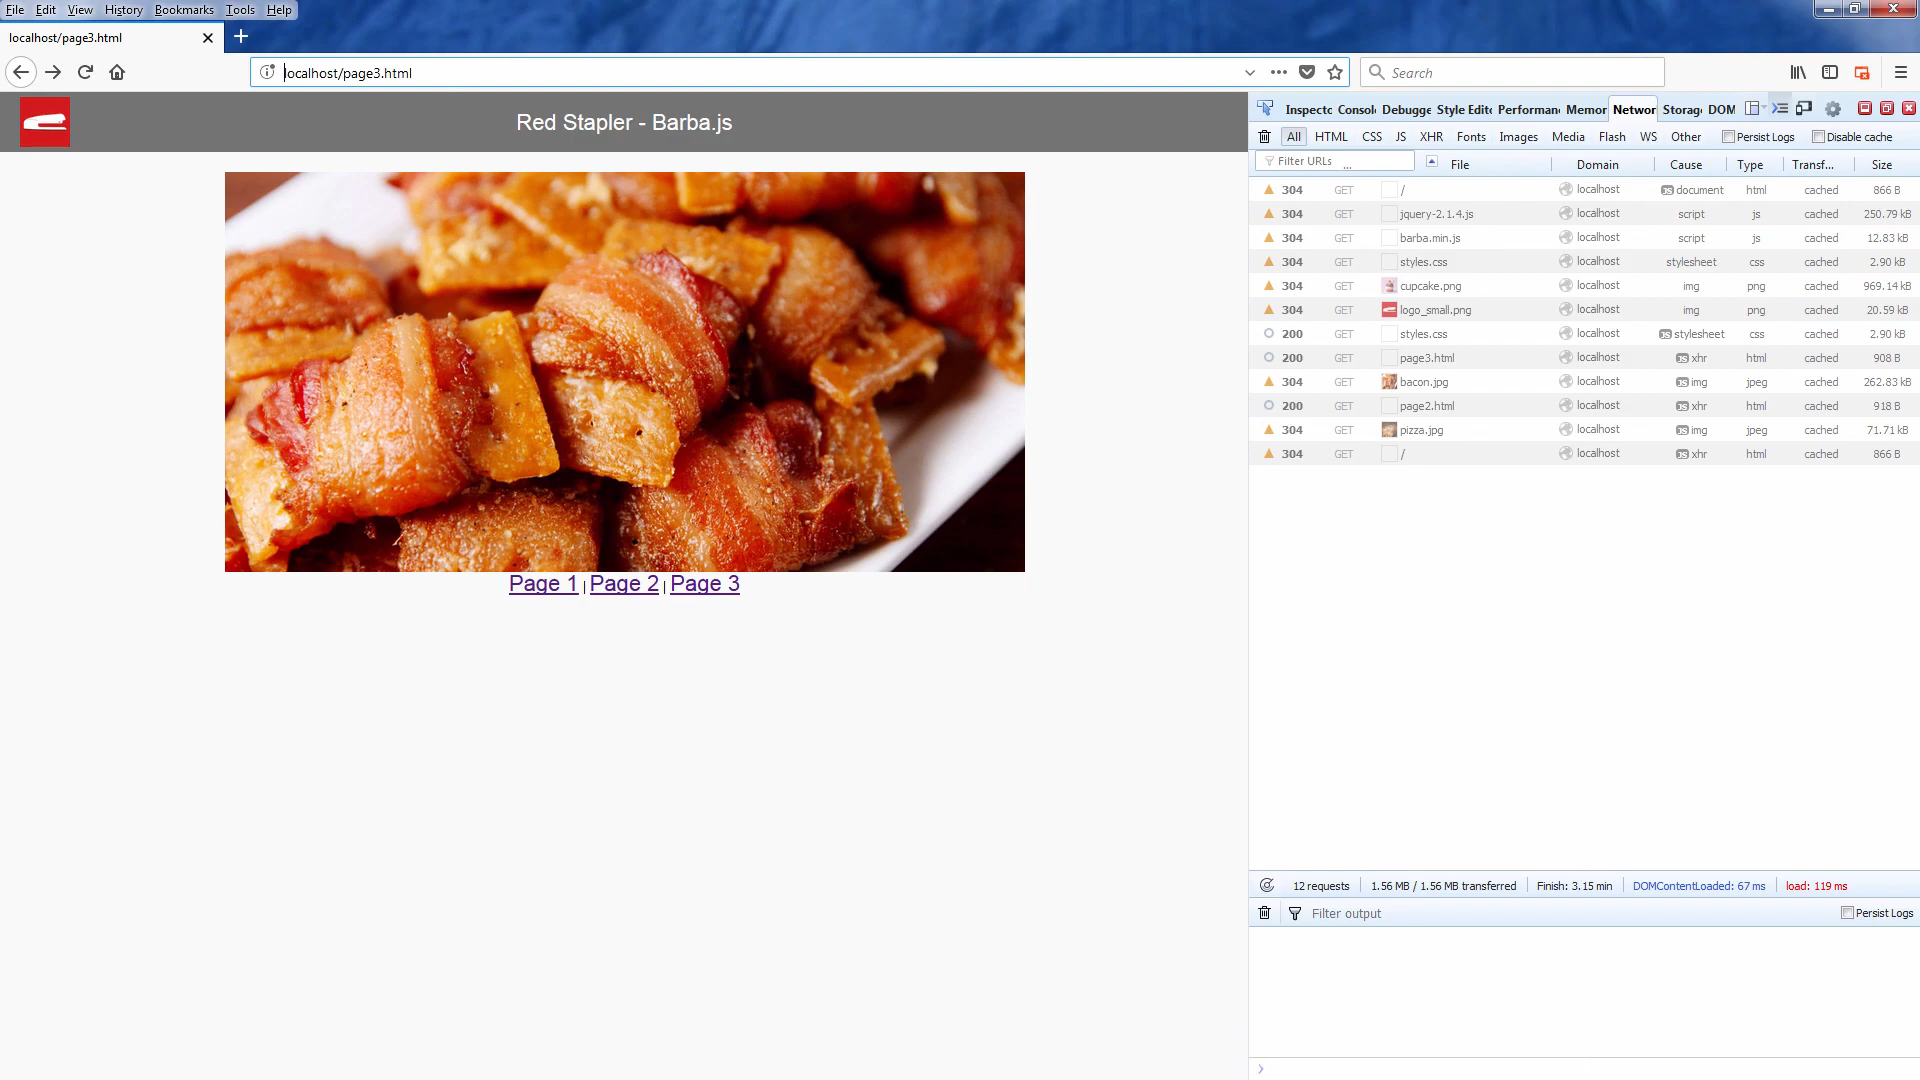 File Edit View History Bookmarks Tools Help
localhost/page3.html
localhost/page3.html
Search
Red Stapler - Barba.js
Page 1 | Page 2 | Page 3
Inspecto Consol Debugge Style Edito Performan Memor Networ Storag DOM
All HTML CSS JS XHR Fonts Images Media Flash WS Other Persist Logs Disable cache
Filter URLs ... File Domain Cause Type Transf... Size
304 GET / localhost JS document html cached 866 B
304 GET jquery-2.1.4.js localhost script js cached 250.79 kB
304 GET barba.min.js localhost script js cached 12.83 kB
304 GET styles.css localhost stylesheet css cached 2.90 kB
304 GET cupcake.png localhost img png cached 969.14 kB
304 GET logo_small.png localhost img png cached 20.59 kB
200 GET styles.css localhost JS stylesheet css cached 2.90 kB
200 GET page3.html localhost JS xhr html cached 908 B
304 GET bacon.jpg localhost JS img jpeg cached 262.83 kB
200 GET page2.html localhost JS xhr html cached 918 B
304 GET pizza.jpg localhost JS img jpeg cached 71.71 kB
304 GET / localhost JS xhr html cached 866 B
12 requests 1.56 MB / 1.56 MB transferred Finish: 3.15 min DOMContentLoaded: 67 ms load: 119 ms
Filter output Persist Logs